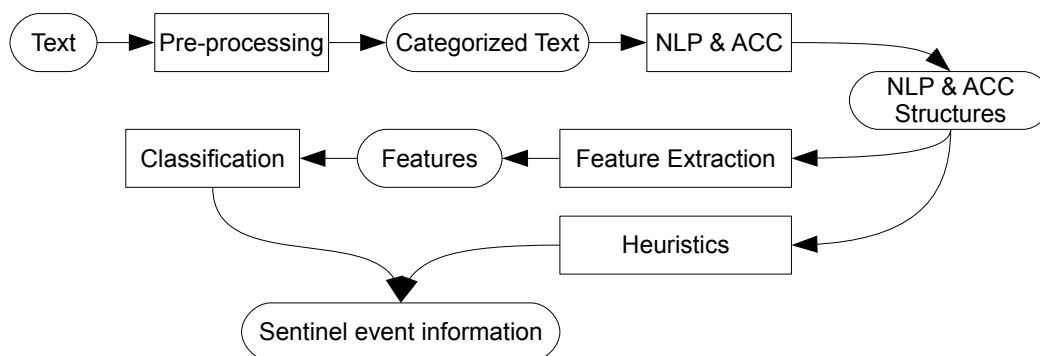 Text
Pre-processing
Categorized Text
NLP & ACC
NLP & ACC
Structures
Classification
Features
Feature Extraction
Heuristics
Sentinel event information